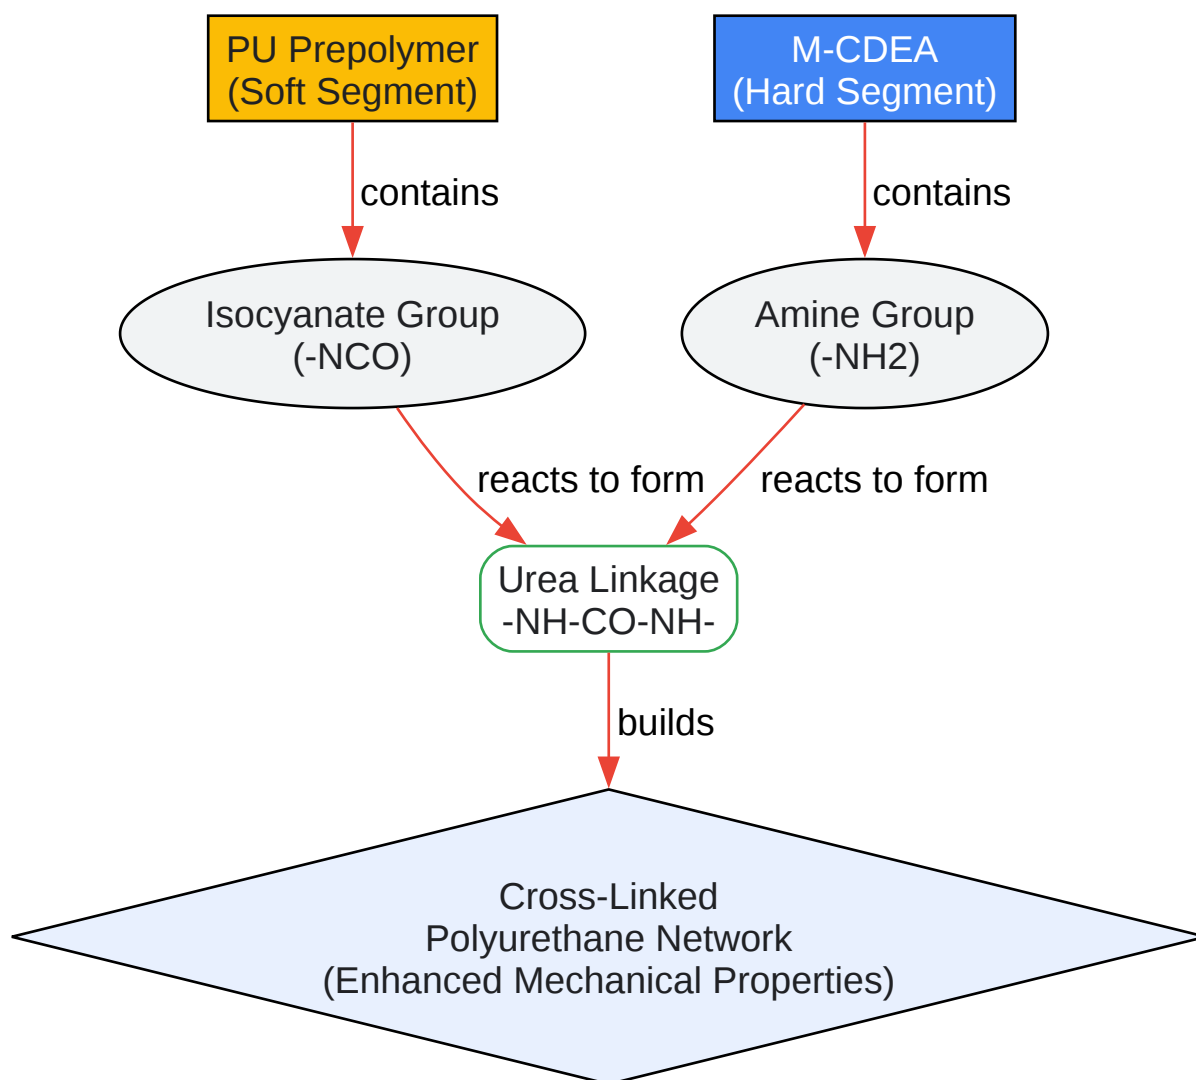 PU Prepolymer
(Soft Segment)
M-CDEA
(Hard Segment)
contains
contains
Isocyanate Group
(-NCO)
Amine Group
(-NH2)
reacts to form
reacts to form
Urea Linkage
-NH-CO-NH-
builds
Cross-Linked
Polyurethane Network
(Enhanced Mechanical Properties)